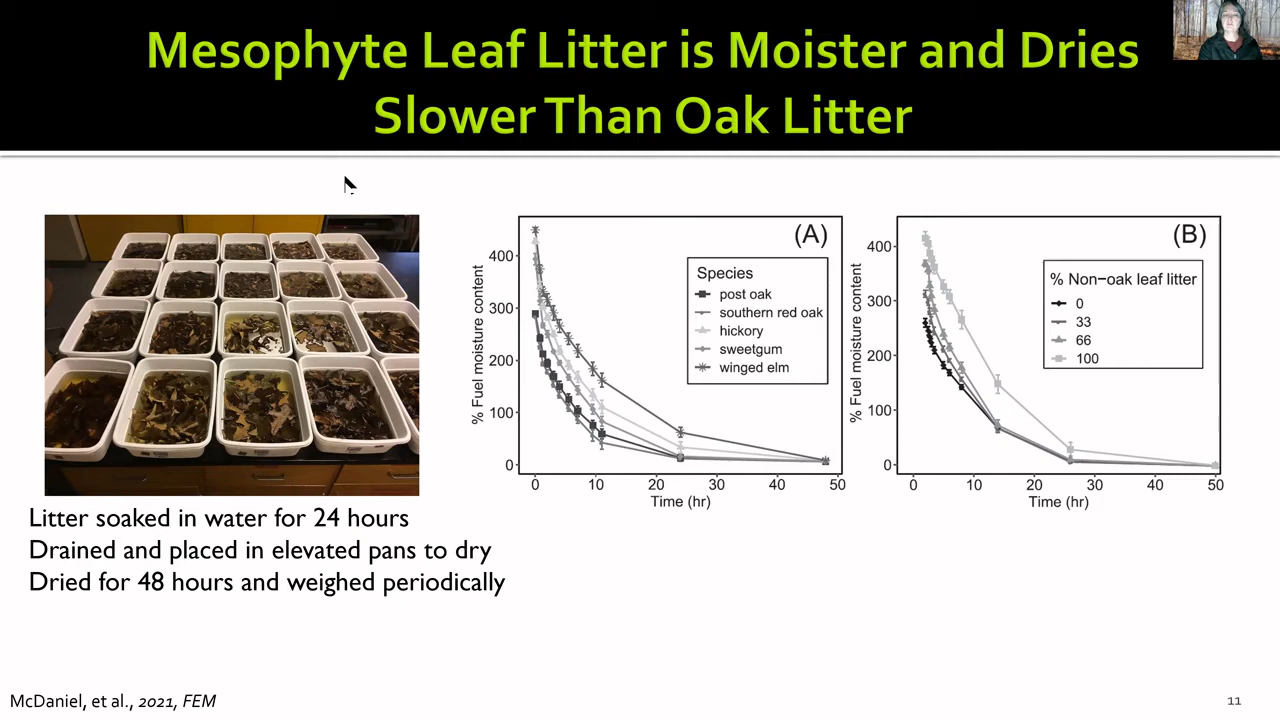 Mesophyte Leaf Litter is Moister and Dries
Slower Than Oak Litter
(A)
% Fuel moisture content
400
300
200
100
0
Species
post oak
southern red oak
hickory
sweetgum
winged elm
0 10 20 30 40 50
Time (hr)
(B)
% Fuel moisture content
400
300
200
100
0
% Non-oak leaf litter
0
33
66
100
0 10 20 30 40 50
Time (hr)
Litter soaked in water for 24 hours
Drained and placed in elevated pans to dry
Dried for 48 hours and weighed periodically
McDaniel, et al., 2021, FEM
11